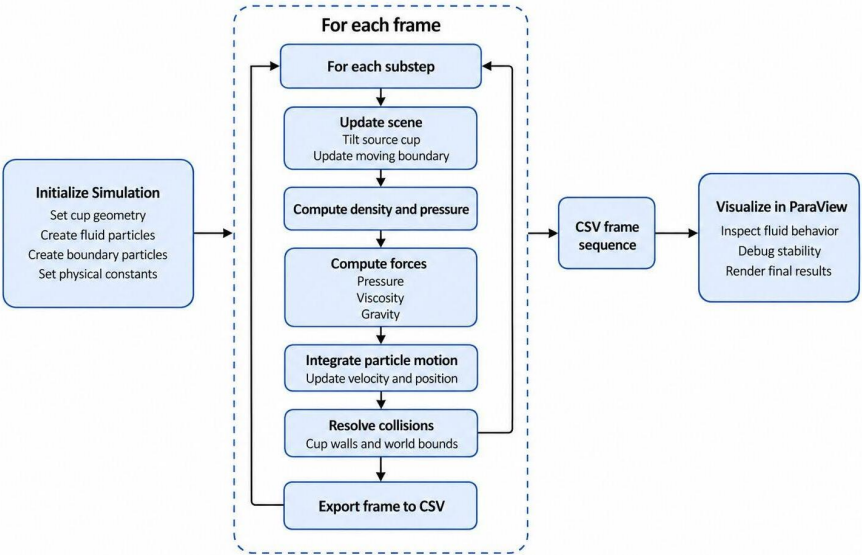 For each frame
For each substep
Update scene
Tilt source cup
Update moving boundary
Initialize Simulation
Set cup geometry
Create fluid particles
Create boundary particles
Set physical constants
Compute density and pressure
Compute forces
Pressure
Viscosity
Gravity
Integrate particle motion
Update velocity and position
Resolve collisions
Cup walls and world bounds
Export frame to CSV
CSV frame
sequence
Visualize in ParaView
Inspect fluid behavior
Debug stability
Render final results